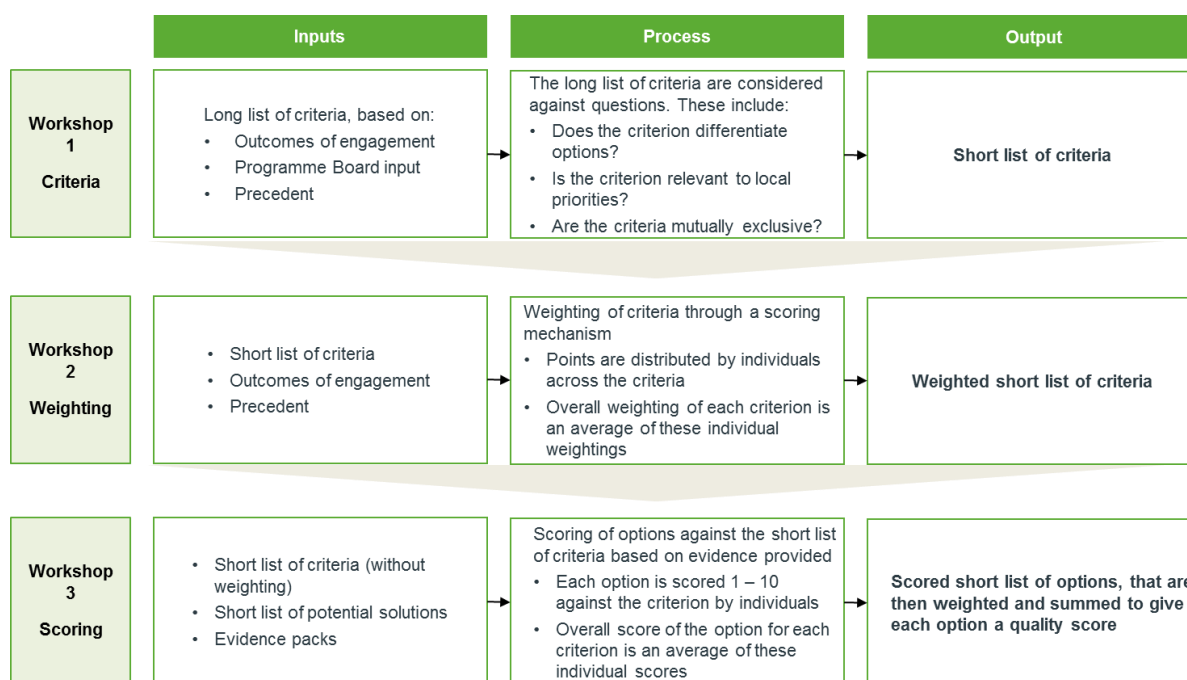 Inputs
Process
Output
Workshop
1
Criteria
Long list of criteria, based on:
• Outcomes of engagement
• Programme Board input
• Precedent
The long list of criteria are considered
against questions. These include:
• Does the criterion differentiate
options?
• Is the criterion relevant to local
priorities?
• Are the criteria mutually exclusive?
Short list of criteria
Workshop
2
Weighting
• Short list of criteria
• Outcomes of engagement
• Precedent
Weighting of criteria through a scoring
mechanism
• Points are distributed by individuals
across the criteria
• Overall weighting of each criterion is
an average of these individual
weightings
Weighted short list of criteria
Workshop
3
Scoring
• Short list of criteria (without
weighting)
• Short list of potential solutions
• Evidence packs
Scoring of options against the short list
of criteria based on evidence provided
• Each option is scored 1 – 10
against the criterion by individuals
• Overall score of the option for each
criterion is an average of these
individual scores
Scored short list of options, that are
then weighted and summed to give
each option a quality score